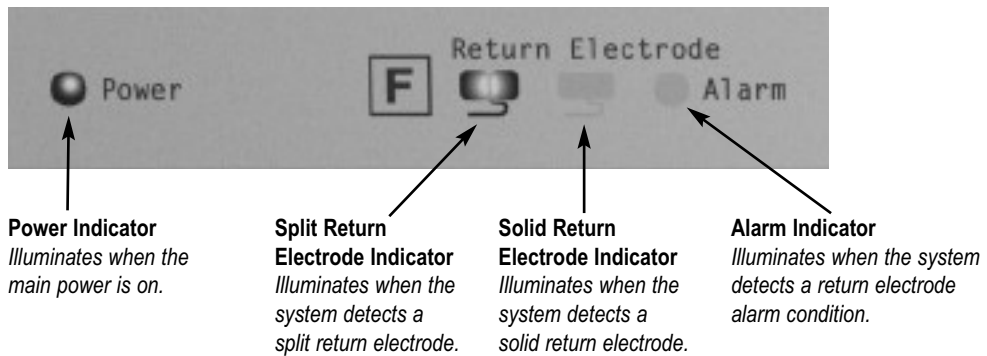 Return Electrode
Power
F
Alarm
Power Indicator
Illuminates when the
main power is on.
Split Return
Electrode Indicator
Illuminates when the
system detects a
split return electrode.
Solid Return
Electrode Indicator
Illuminates when the
system detects a
solid return electrode.
Alarm Indicator
Illuminates when the system
detects a return electrode
alarm condition.